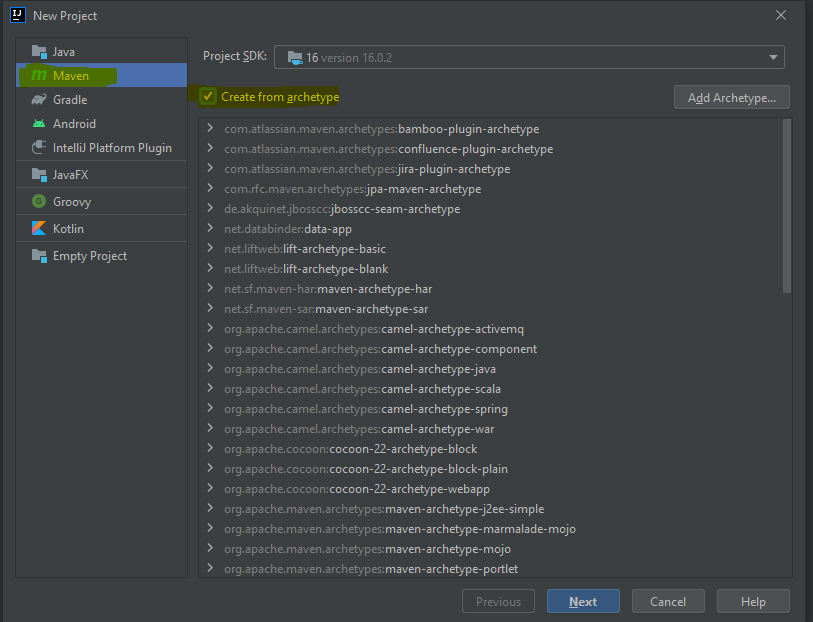 IJ New Project
Java
Maven
Gradle
Android
IntelliJ Platform Plugin
JavaFX
G Groovy
Kotlin
Empty Project
Project SDK: 16 version 16.0.2
Create from archetype
Add Archetype...
com.atlassian.maven.archetypes:bamboo-plugin-archetype
com.atlassian.maven.archetypes:confluence-plugin-archetype
com.atlassian.maven.archetypes:jira-plugin-archetype
com.rfc.maven.archetypes:jpa-maven-archetype
de.akquinet.jbosscc:jbosscc-seam-archetype
net.databinder:data-app
net.liftweb:lift-archetype-basic
net.liftweb:lift-archetype-blank
net.sf.maven-har:maven-archetype-har
net.sf.maven-sar:maven-archetype-sar
org.apache.camel.archetypes:camel-archetype-activemq
org.apache.camel.archetypes:camel-archetype-component
org.apache.camel.archetypes:camel-archetype-java
org.apache.camel.archetypes:camel-archetype-scala
org.apache.camel.archetypes:camel-archetype-spring
org.apache.camel.archetypes:camel-archetype-war
org.apache.cocoon:cocoon-22-archetype-block
org.apache.cocoon:cocoon-22-archetype-block-plain
org.apache.cocoon:cocoon-22-archetype-webapp
org.apache.maven.archetypes:maven-archetype-j2ee-simple
org.apache.maven.archetypes:maven-archetype-marmalade-mojo
org.apache.maven.archetypes:maven-archetype-mojo
org.apache.maven.archetypes:maven-archetype-portlet
Previous Next Cancel Help